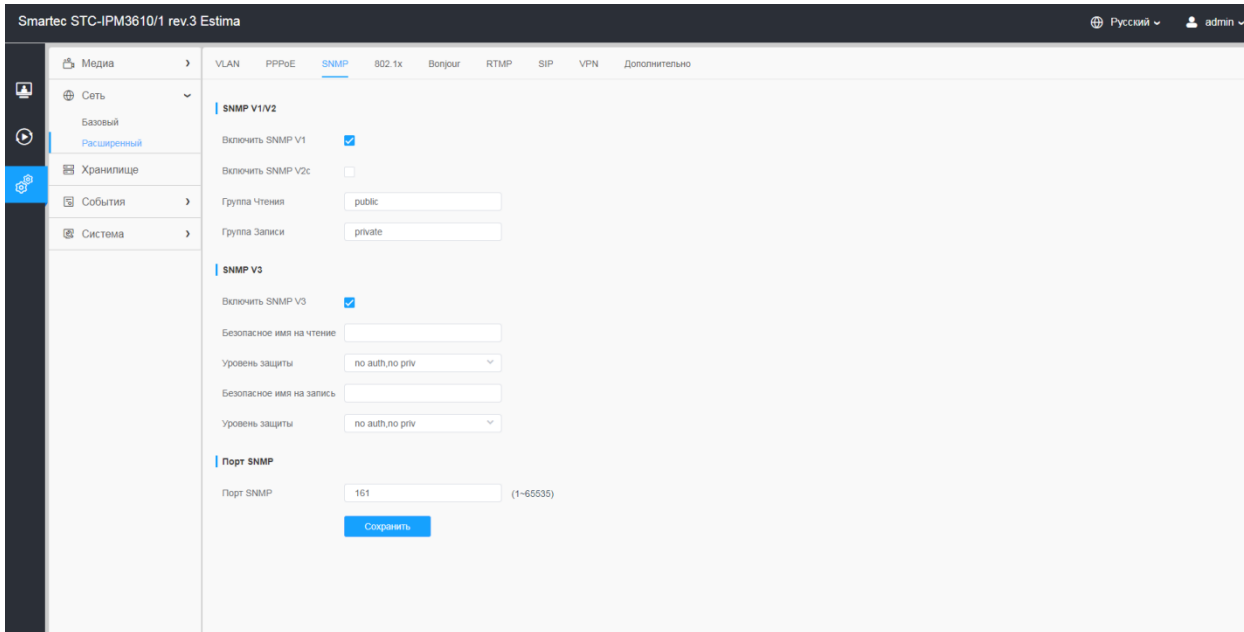 Smartec STC-IPM3610/1 rev.3 Estima
Русский
admin
Медиа
Сеть
Базовый
Расширенный
Хранилище
События
Система
VLAN PPPoE SNMP 802.1x Bonjour RTMP SIP VPN Дополнительно
SNMP V1/V2
Включить SNMP V1
Включить SNMP V2c
Группа Чтения public
Группа Записи private
SNMP V3
Включить SNMP V3
Безопасное имя на чтение
Уровень защиты no auth,no priv
Безопасное имя на запись
Уровень защиты no auth,no priv
Порт SNMP
Порт SNMP 161 (1~65535)
Сохранить